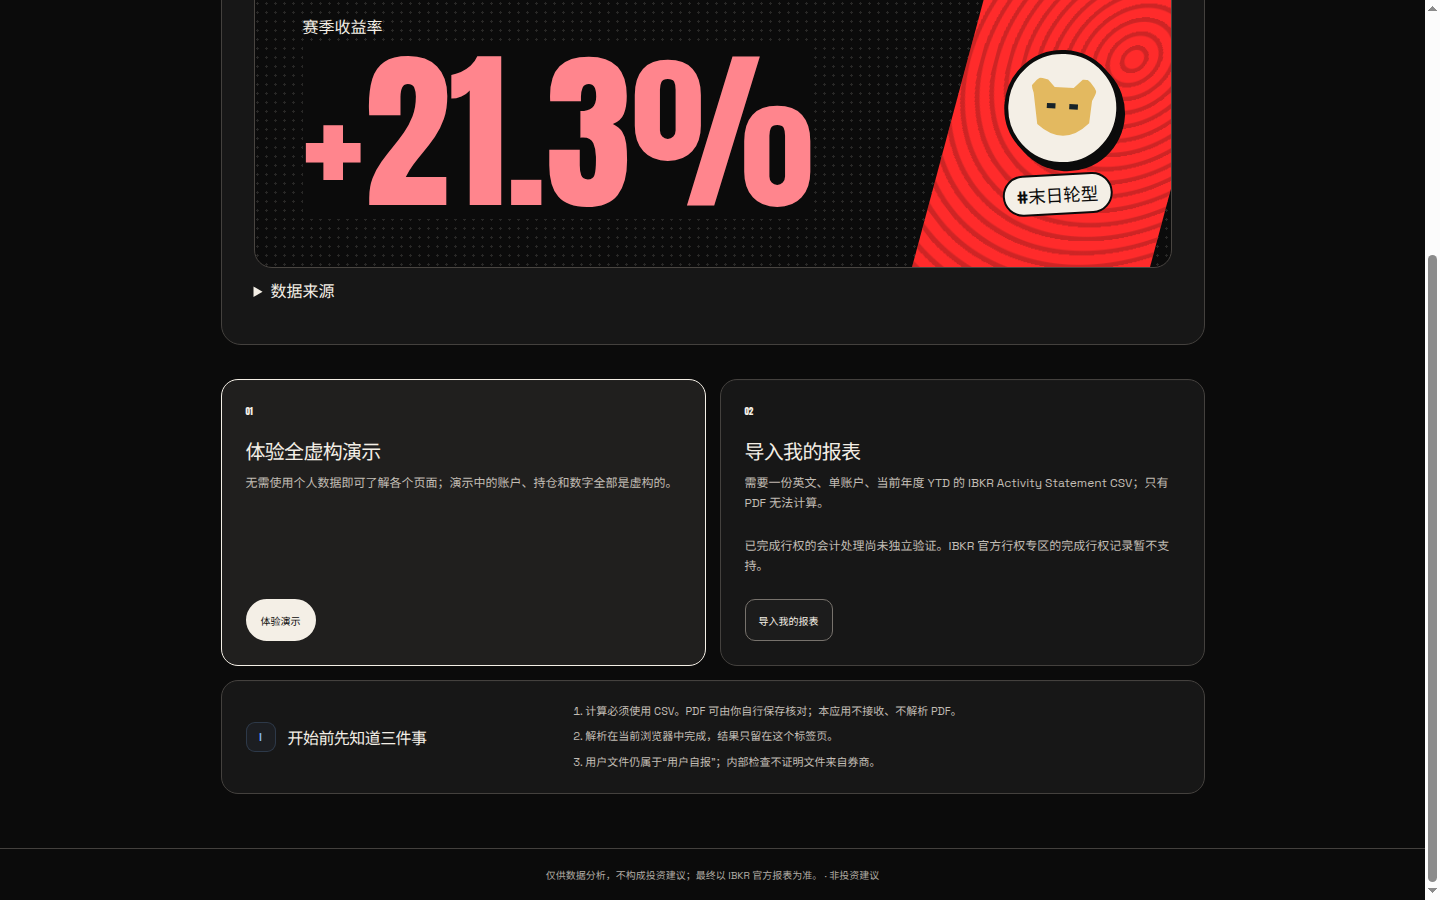 赛季收益率
+21.3%
#末日轮型
数据来源
01
体验全虚构演示
无需使用个人数据即可了解各个页面；演示中的账户、持仓和数字全部是虚构的。
体验演示
02
导入我的报表
需要一份英文、单账户、当前年度 YTD 的 IBKR Activity Statement CSV；只有
PDF 无法计算。
已完成行权的会计处理尚未独立验证。IBKR 官方行权专区的完成行权记录暂不支
持。
导入我的报表
I
开始前先知道三件事
1. 计算必须使用 CSV。PDF 可由你自行保存核对；本应用不接收、不解析 PDF。
2. 解析在当前浏览器中完成，结果只留在这个标签页。
3. 用户文件仍属于“用户自报”；内部检查不证明文件来自券商。
仅供数据分析，不构成投资建议；最终以 IBKR 官方报表为准。 · 非投资建议